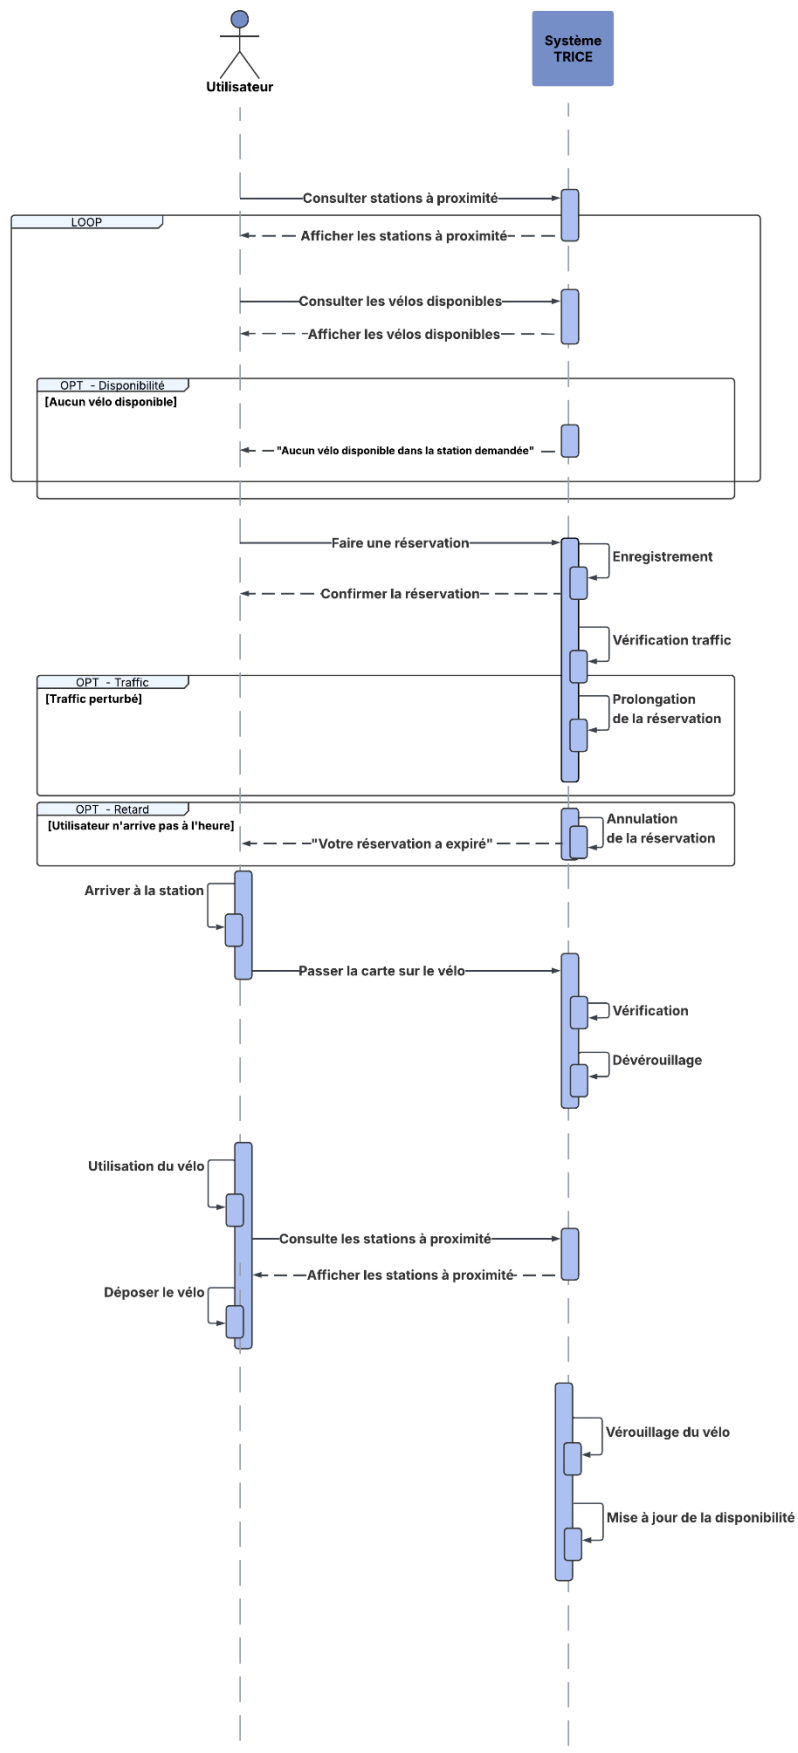 Utilisateur
Système
TRICE
Consulter stations à proximité
LOOP
Afficher les stations à proximité
Consulter les vélos disponibles
Afficher les vélos disponibles
OPT - Disponibilité
[Aucun vélo disponible]
"Aucun vélo disponible dans la station demandée"
Faire une réservation
Enregistrement
Confirmer la réservation
Vérification traffic
OPT - Traffic
[Traffic perturbé]
Prolongation
de la réservation
OPT - Retard
[Utilisateur n'arrive pas à l'heure]
Annulation
de la réservation
"Votre réservation a expiré"
Arriver à la station
Passer la carte sur le vélo
Vérification
Dévérouillage
Utilisation du vélo
Consulte les stations à proximité
Afficher les stations à proximité
Déposer le vélo
Vérouillage du vélo
Mise à jour de la disponibilité